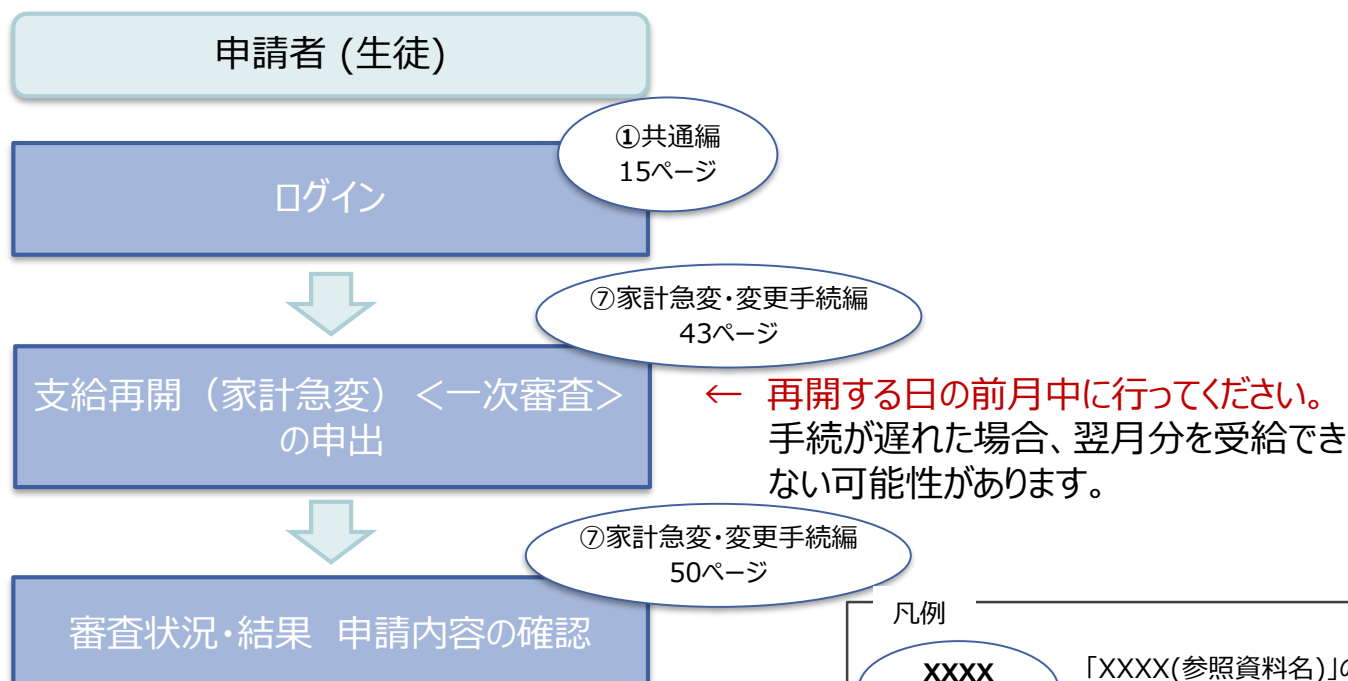 申請者 (生徒)
①共通編
15ページ
ログイン
⑦家計急変・変更手続編
43ページ
支給再開（家計急変）＜一次審査＞
の申出
← 再開する日の前月中に行ってください。
手続が遅れた場合、翌月分を受給でき
ない可能性があります。
⑦家計急変・変更手続編
50ページ
審査状況・結果　申請内容の確認
凡例
XXXX
「XXXX(参照資料名)」の